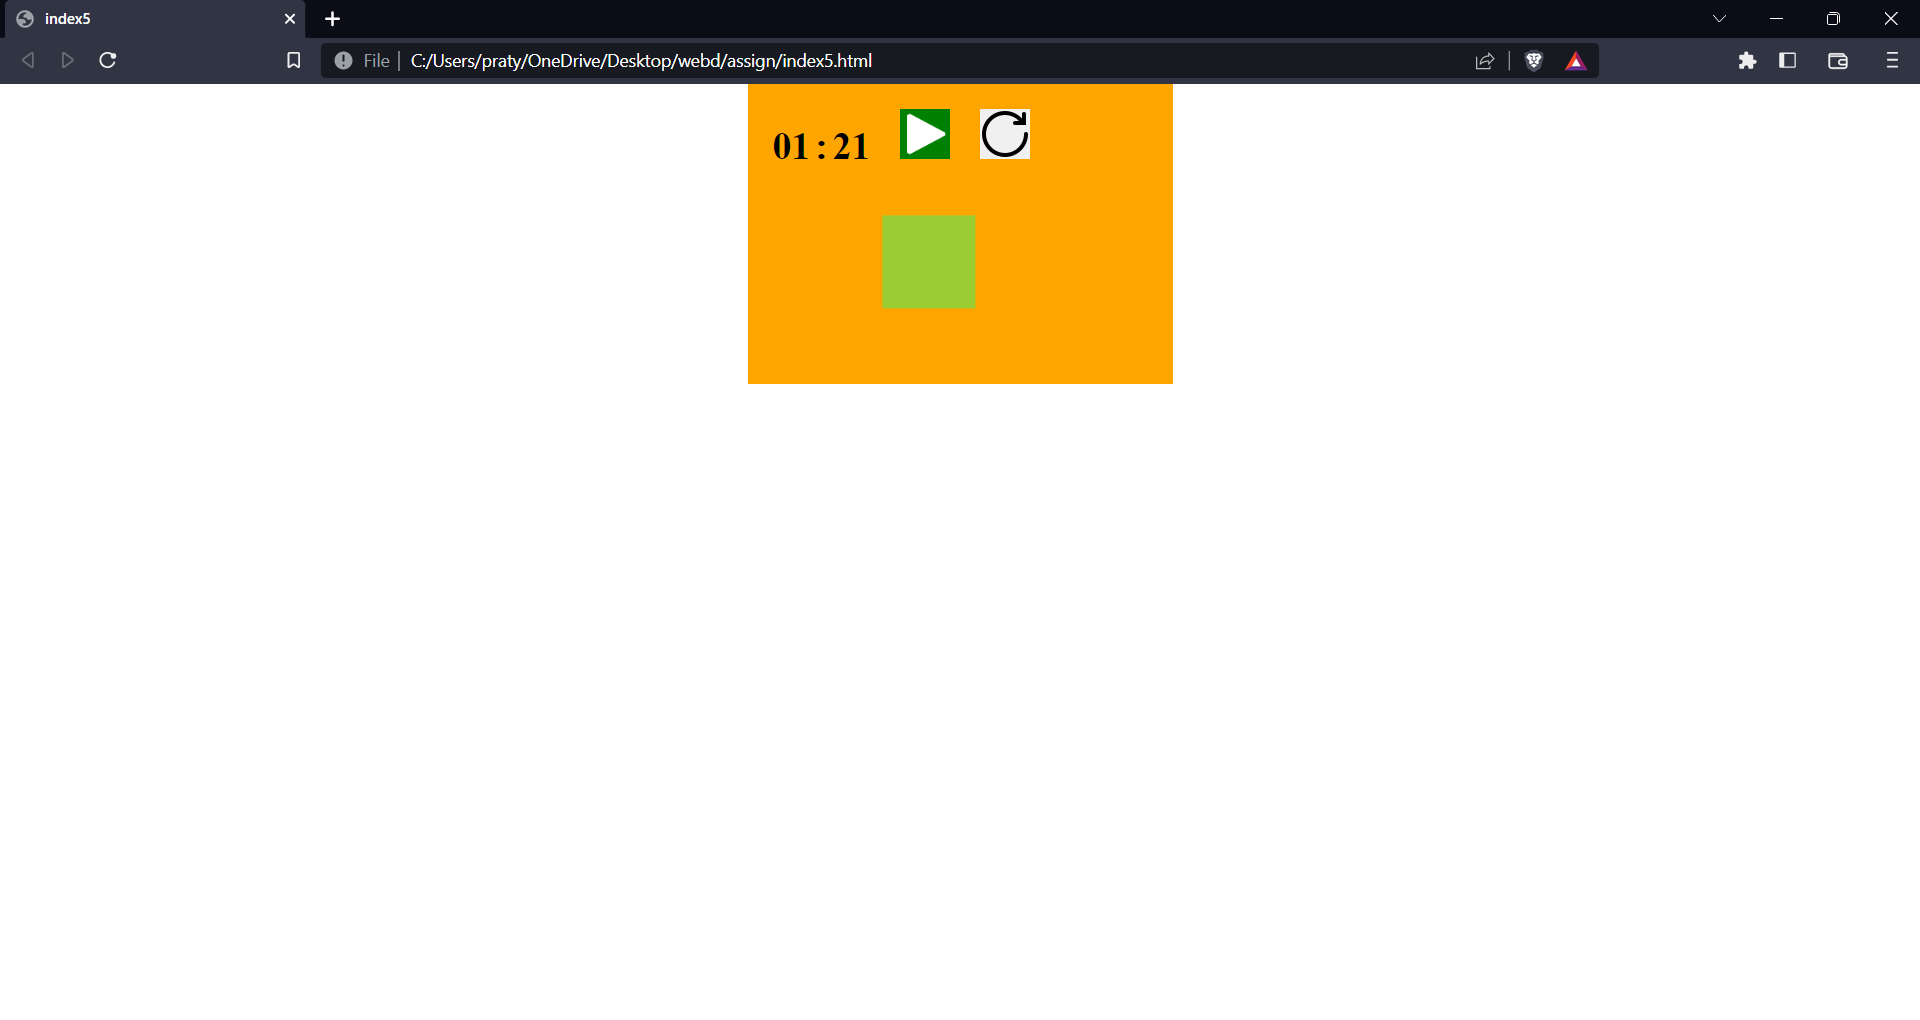 index5
File | C:/Users/praty/OneDrive/Desktop/webd/assign/index5.html
01 : 21